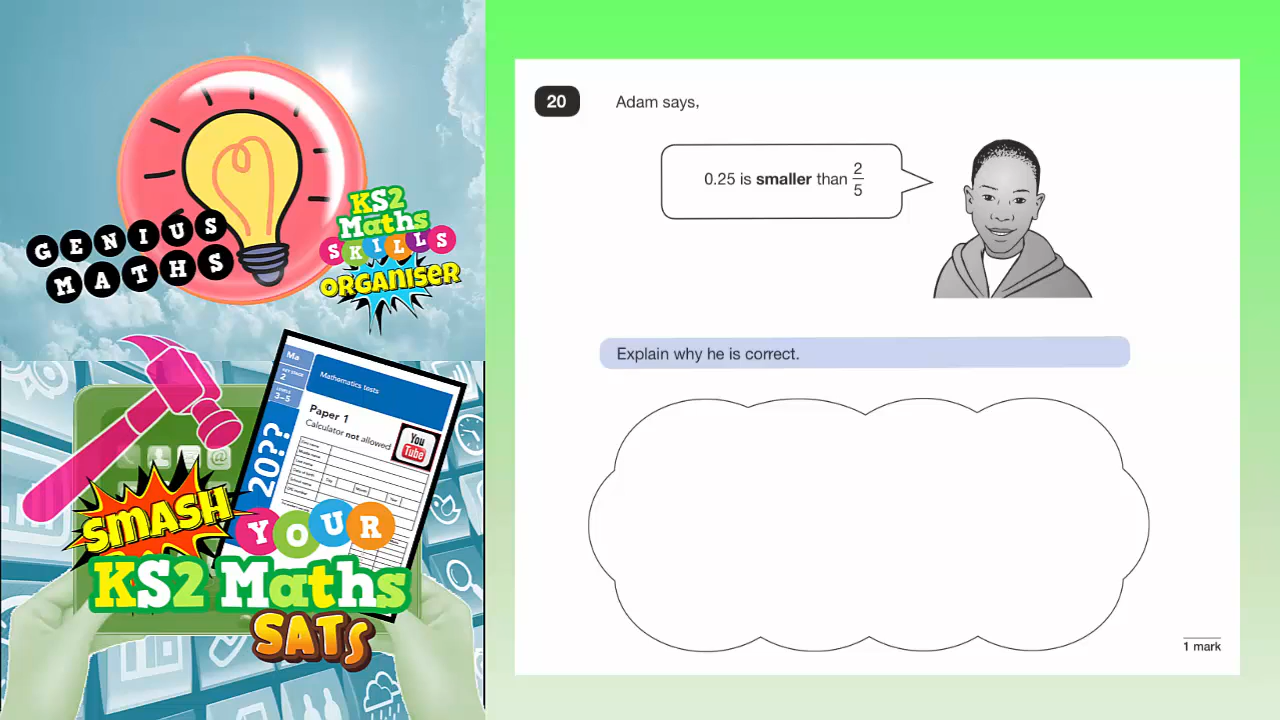 GENIUS
MATHS
KS2
Maths
SKILLS
ORGANISER
Ma
KEY STAGE
2
LEVELS
3–5
Mathematics tests
Paper 1
Calculator not allowed
You
Tube
20??
SMASH
YOUR
KS2 Maths
SATS
20
Adam says,
0.25 is smaller than 2/5
Explain why he is correct.
1 mark